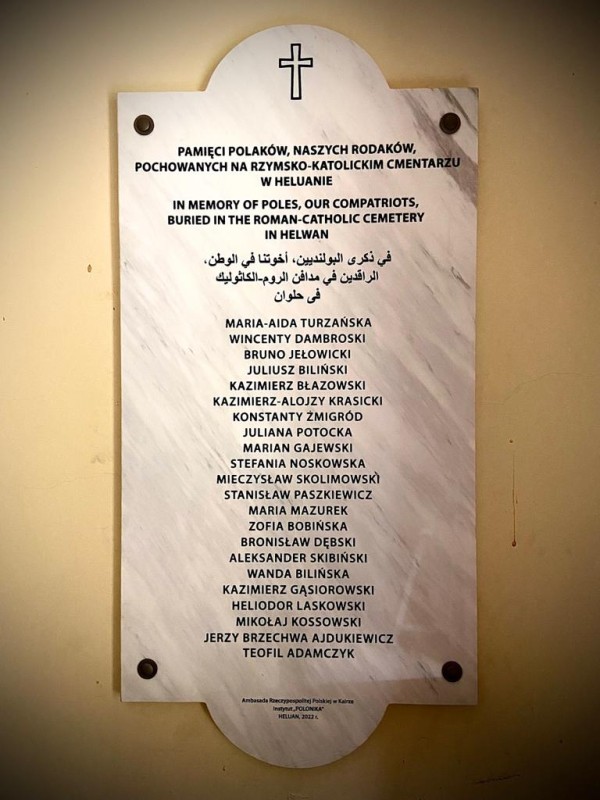 PAMIĘCI POLAKÓW, NASZYCH RODAKÓW,
POCHOWANYCH NA RZYMSKO-KATOLICKIM CMENTARZU
W HELUANIE
IN MEMORY OF POLES, OUR COMPATRIOTS,
BURIED IN THE ROMAN-CATHOLIC CEMETERY
IN HELWAN
في ذكرى البولنديين، أخوتنا في الوطن،
الراقدين في مدافن الروم-الكاثوليك
فى حلوان
MARIA-AIDA TURZAŃSKA
WINCENTY DAMBROSKI
BRUNO JEŁOWICKI
JULIUSZ BILIŃSKI
KAZIMIERZ BŁAZOWSKI
KAZIMIERZ-ALOJZY KRASICKI
KONSTANTY ŻMIGRÓD
JULIANA POTOCKA
MARIAN GAJEWSKI
STEFANIA NOSKOWSKA
MIECZYSŁAW SKOLIMOWSKI
STANISŁAW PASZKIEWICZ
MARIA MAZUREK
ZOFIA BOBIŃSKA
BRONISŁAW DĘBSKI
ALEKSANDER SKIBIŃSKI
WANDA BILIŃSKA
KAZIMIERZ GĄSIOROWSKI
HELIODOR LASKOWSKI
MIKOŁAJ KOSSOWSKI
JERZY BRZECHWA AJDUKIEWICZ
TEOFIL ADAMCZYK
Ambasada Rzeczypospolitej Polskiej w Kairze
Instytut „POLONIKA"
HELUAN, 2022 r.